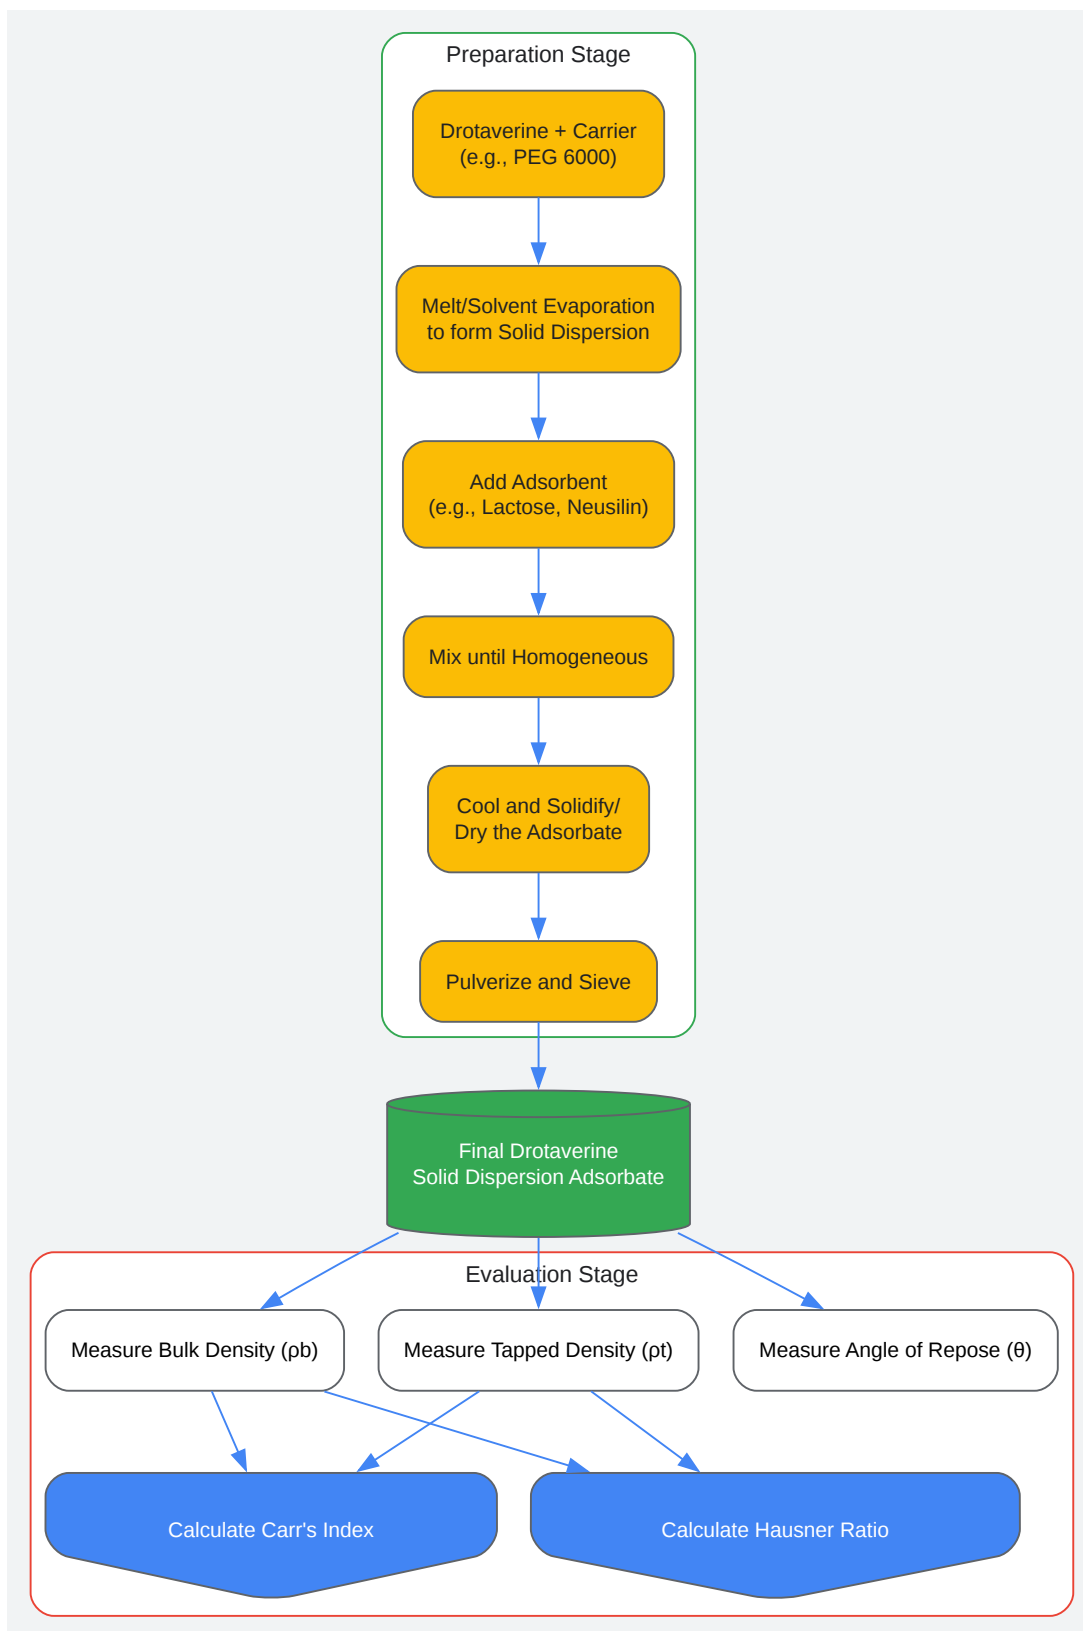 Preparation Stage
Drotaverine + Carrier
(e.g., PEG 6000)
Melt/Solvent Evaporation
to form Solid Dispersion
Add Adsorbent
(e.g., Lactose, Neusilin)
Mix until Homogeneous
Cool and Solidify/
Dry the Adsorbate
Pulverize and Sieve
Final Drotaverine
Solid Dispersion Adsorbate
Evaluation Stage
Measure Bulk Density (ρb)
Measure Tapped Density (ρt)
Measure Angle of Repose (θ)
Calculate Carr's Index
Calculate Hausner Ratio